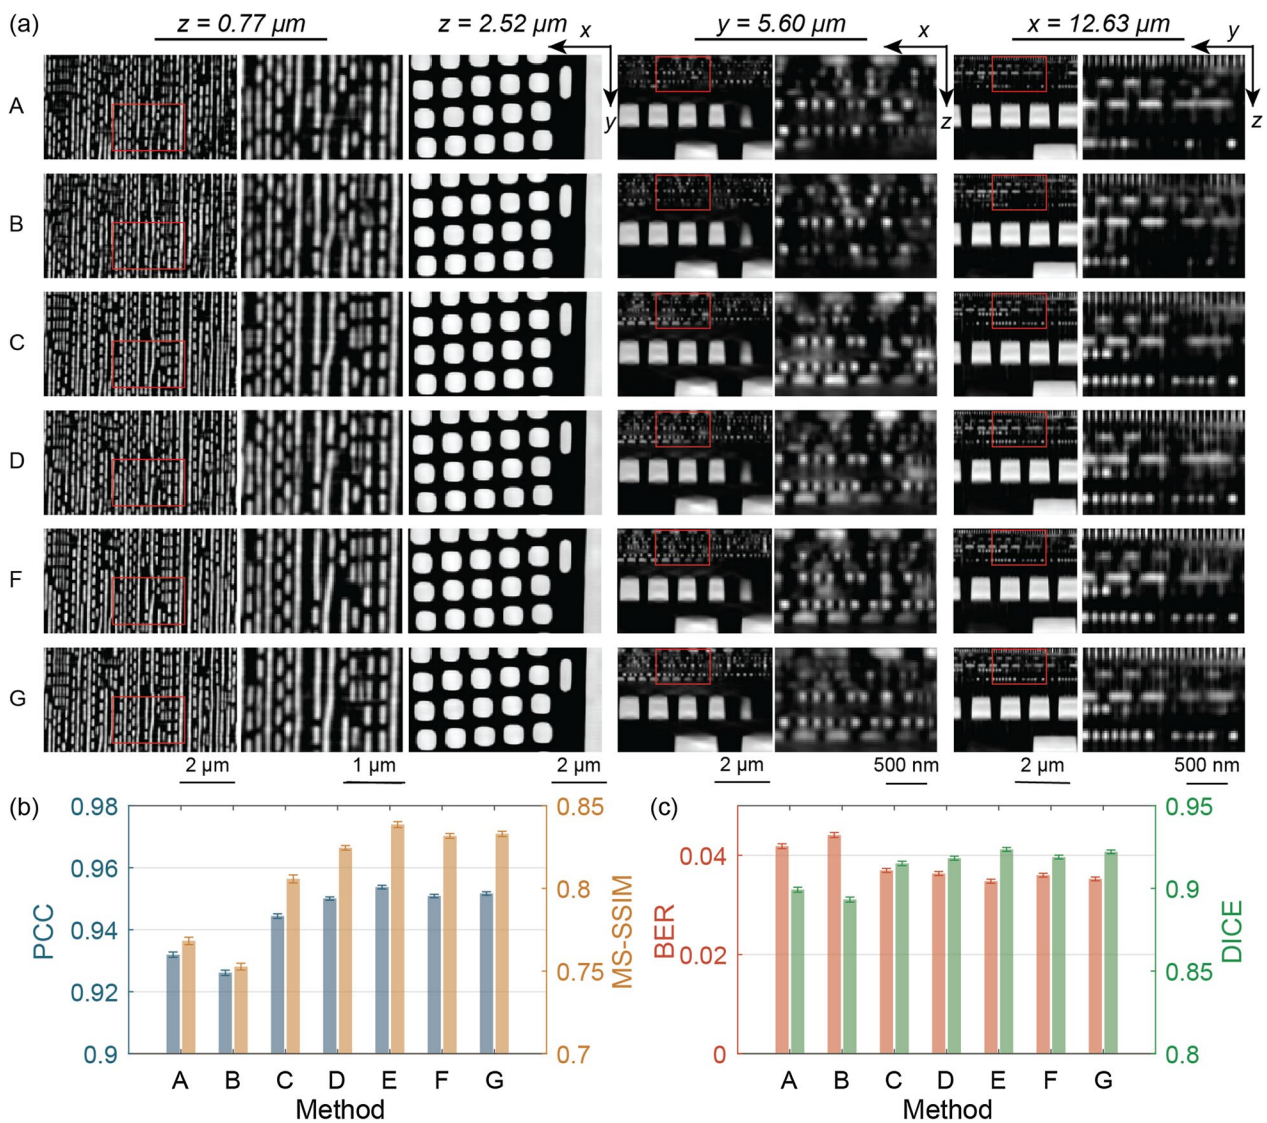 (a)
z = 0.77 μm
z = 2.52 μm
x
y
y = 5.60 μm
x
z
x = 12.63 μm
y
z
A
B
C
D
F
G
2 μm
1 μm
2 μm
2 μm
500 nm
2 μm
500 nm
(b)
0.98
0.96
0.94
0.92
0.9
PCC
0.85
0.8
0.75
0.7
MS-SSIM
A B C D E F G
Method
(c)
0.04
0.02
0
BER
0.95
0.9
0.85
0.8
DICE
A B C D E F G
Method